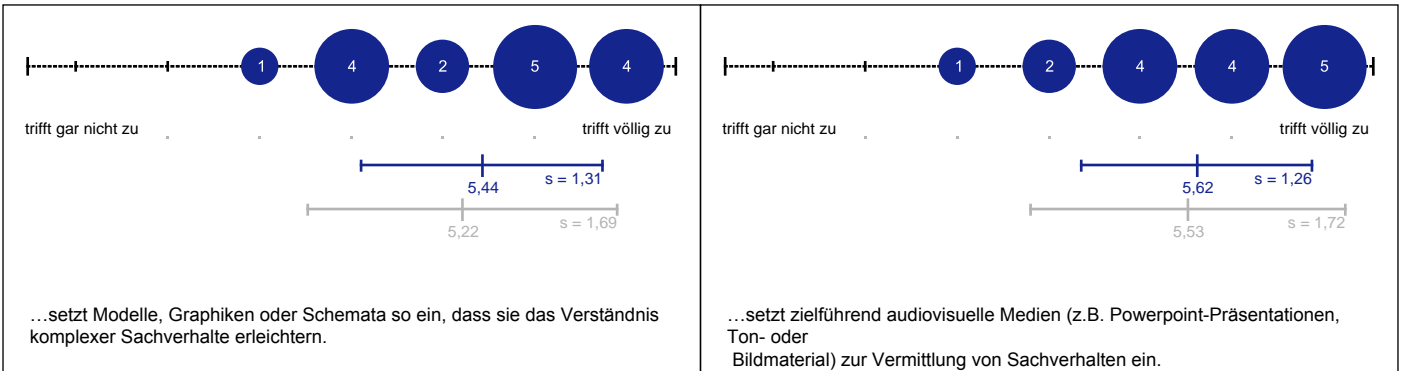 1 4 2 5 4
trifft gar nicht zu trifft völlig zu
5,44 s = 1,31
5,22 s = 1,69
…setzt Modelle, Graphiken oder Schemata so ein, dass sie das Verständnis
komplexer Sachverhalte erleichtern.
1 2 4 4 5
trifft gar nicht zu trifft völlig zu
5,62 s = 1,26
5,53 s = 1,72
…setzt zielführend audiovisuelle Medien (z.B. Powerpoint-Präsentationen,
Ton- oder
Bildmaterial) zur Vermittlung von Sachverhalten ein.